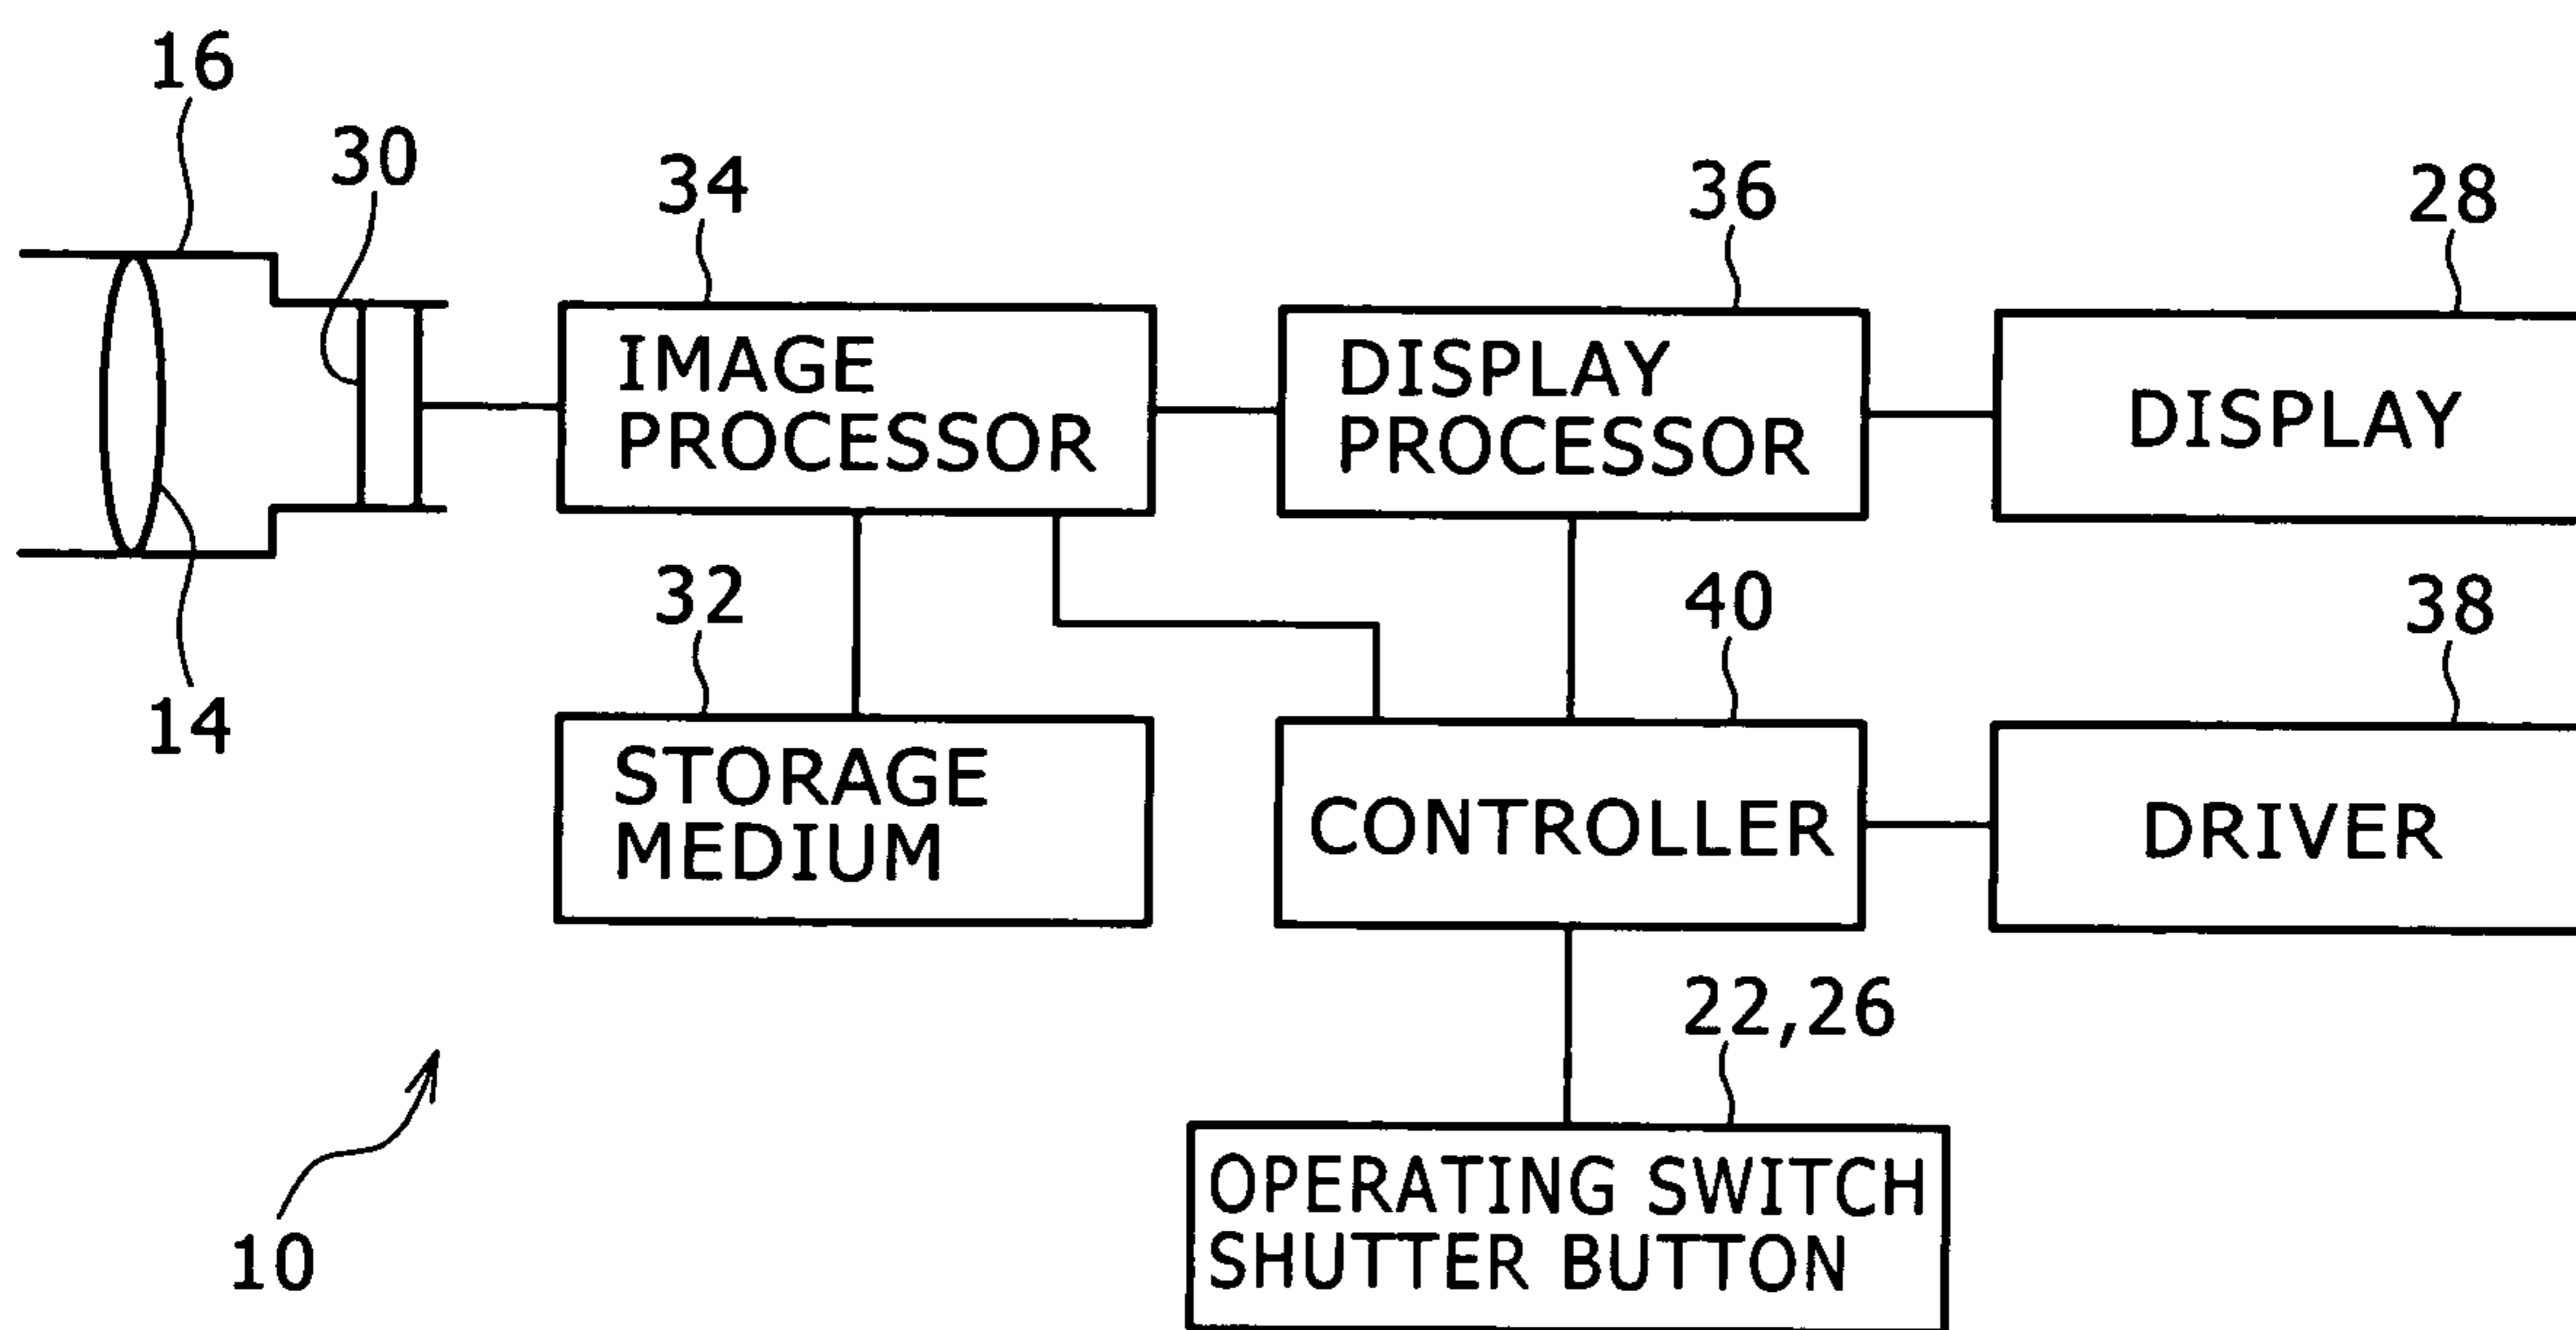 16
30
34
36
28
IMAGE
PROCESSOR
DISPLAY
PROCESSOR
DISPLAY
32
40
38
14
STORAGE
MEDIUM
CONTROLLER
DRIVER
22,26
OPERATING SWITCH
SHUTTER BUTTON
10